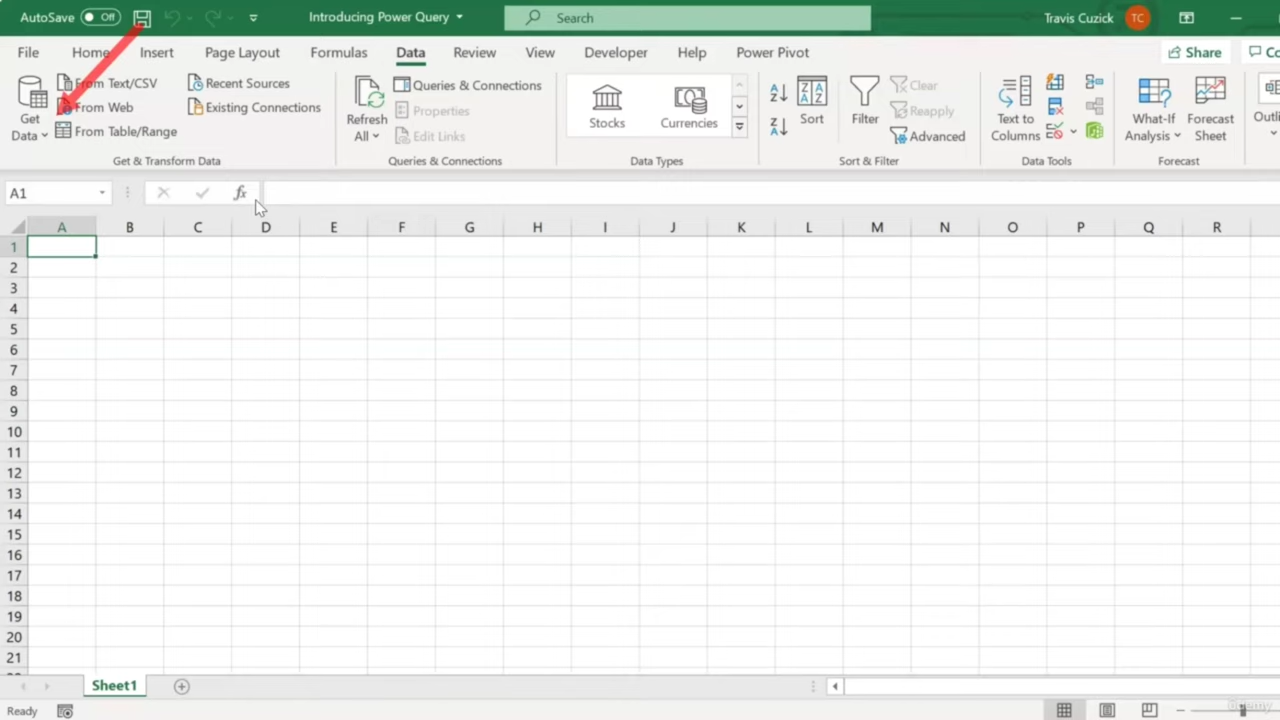 AutoSave Off Introducing Power Query Search Travis Cuzick TC
File Home Insert Page Layout Formulas Data Review View Developer Help Power Pivot Share Co
Get Data
From Text/CSV
From Web
From Table/Range
Recent Sources
Existing Connections
Get & Transform Data
Refresh All
Queries & Connections
Properties
Edit Links
Queries & Connections
Stocks Currencies
Data Types
Sort
Filter
Clear
Reapply
Advanced
Sort & Filter
Text to Columns
Data Tools
What-If Analysis
Forecast Sheet
Forecast
Outli
A1 fx
A B C D E F G H I J K L M N O P Q R
1
2
3
4
5
6
7
8
9
10
11
12
13
14
15
16
17
18
19
20
21
Sheet1
Ready
ûdemy